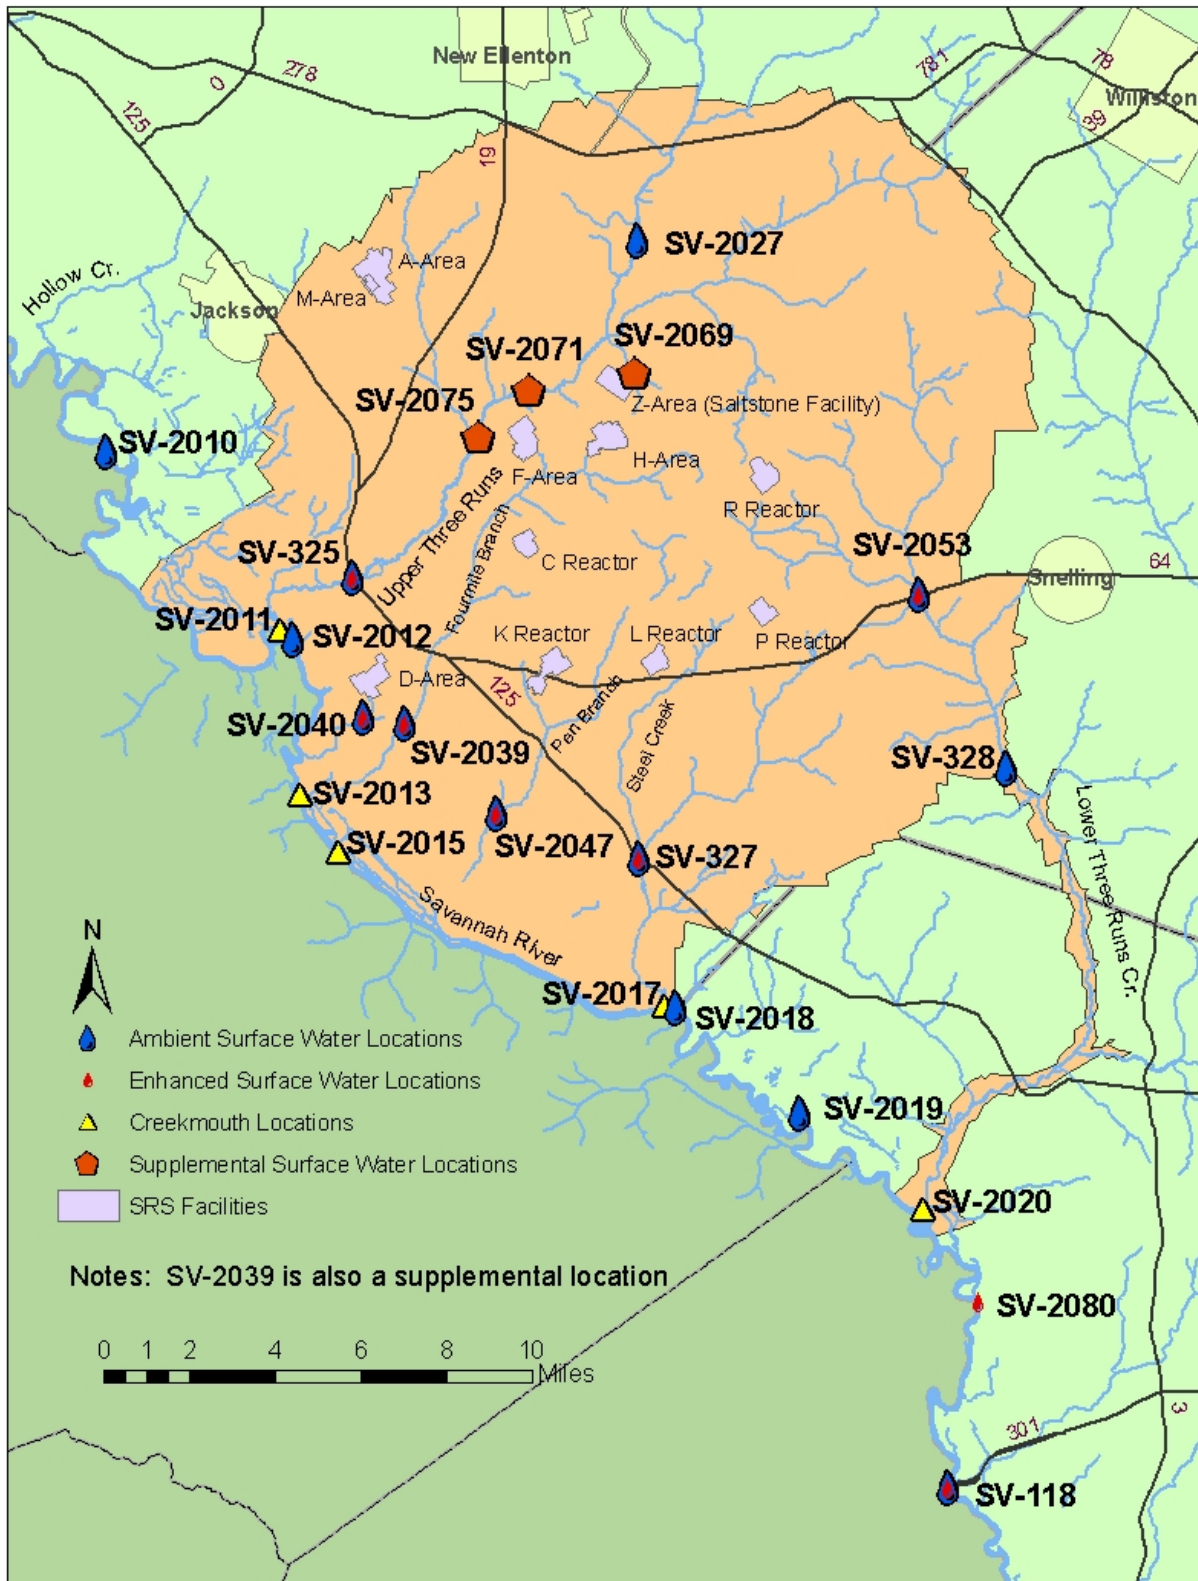 New Ellenton
278
0
125
19
781
78
Williston
39
SV-2027
A-Area
Hollow Cr.
M-Area
Jackson
SV-2069
SV-2071
SV-2075
Z-Area (Saltstone Facility)
SV-2010
F-Area
H-Area
R Reactor
Upper Three Runs
Fourmile Branch
SV-325
C Reactor
SV-2053
64
Snelling
SV-2011
SV-2012
K Reactor
L Reactor
P Reactor
D-Area
125
Pen Branch
Steel Creek
SV-2040
SV-2039
SV-328
SV-2013
Lower Three Runs Cr.
SV-2015
SV-2047
SV-327
Savannah River
N
SV-2017
SV-2018
Ambient Surface Water Locations
Enhanced Surface Water Locations
SV-2019
Creekmouth Locations
Supplemental Surface Water Locations
SRS Facilities
SV-2020
Notes: SV-2039 is also a supplemental location
SV-2080
0 1 2 4 6 8 10
Miles
301
3
SV-118